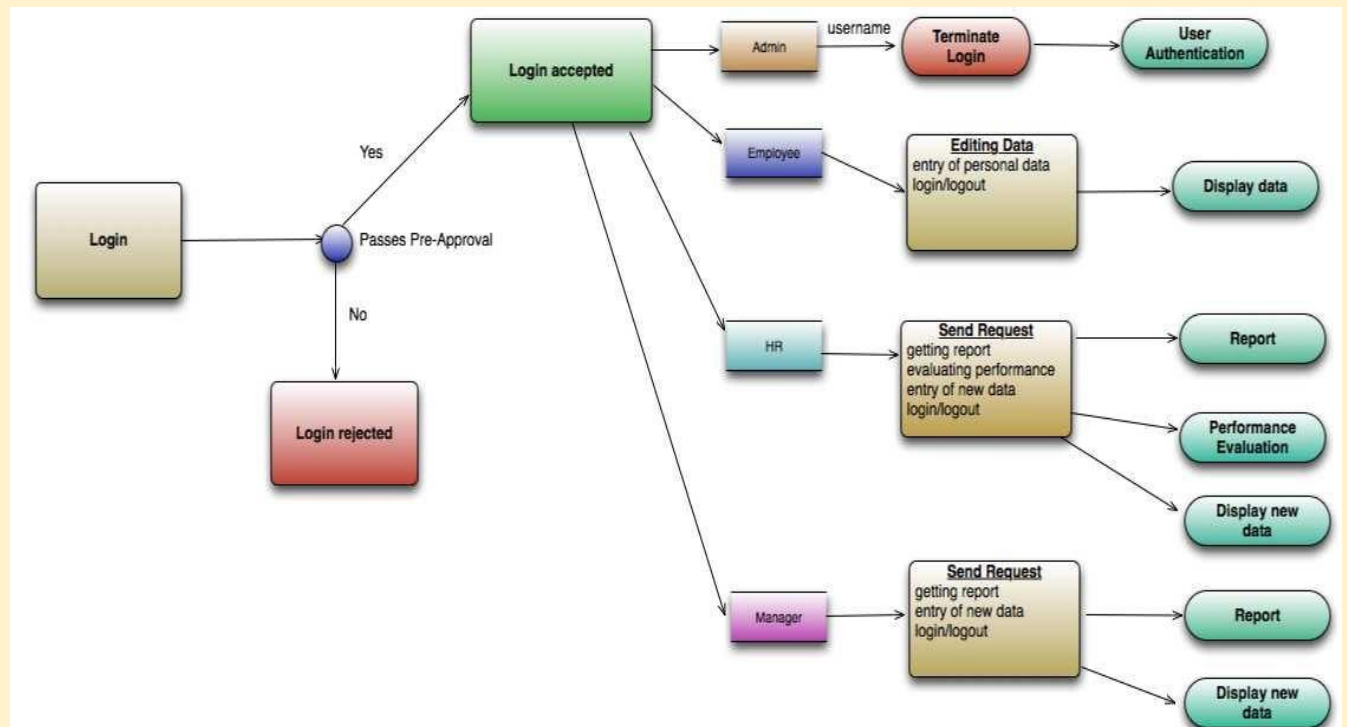 Login
Yes
Passes Pre-Approval
No
Login rejected
Login accepted
Admin
username
Terminate
Login
User
Authentication
Employee
Editing Data
entry of personal data
login/logout
Display data
HR
Send Request
getting report
evaluating performance
entry of new data
login/logout
Report
Performance
Evaluation
Display new
data
Manager
Send Request
getting report
entry of new data
login/logout
Report
Display new
data